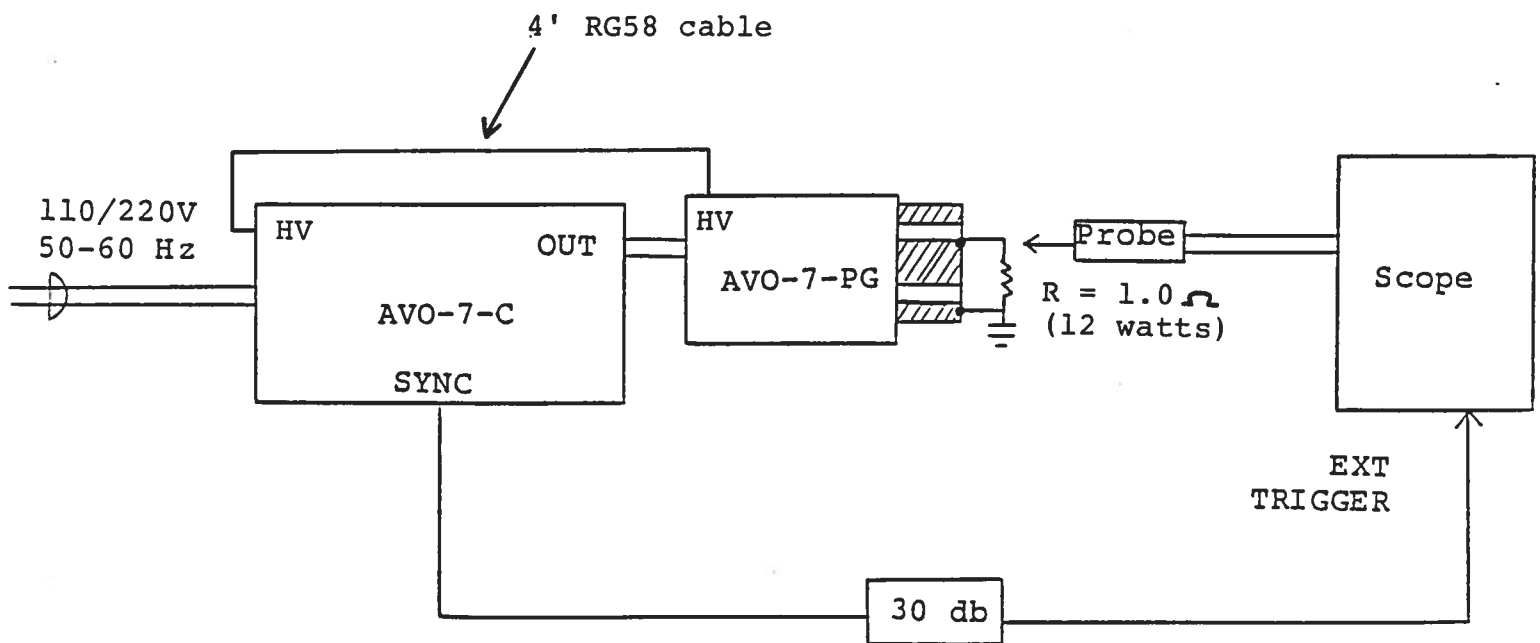 4' RG58 cable
110/220V
50-60 Hz
HV
OUT
AVO-7-C
SYNC
HV
AVO-7-PG
R = 1.0 Ω
(12 watts)
Probe
Scope
EXT
TRIGGER
30 db